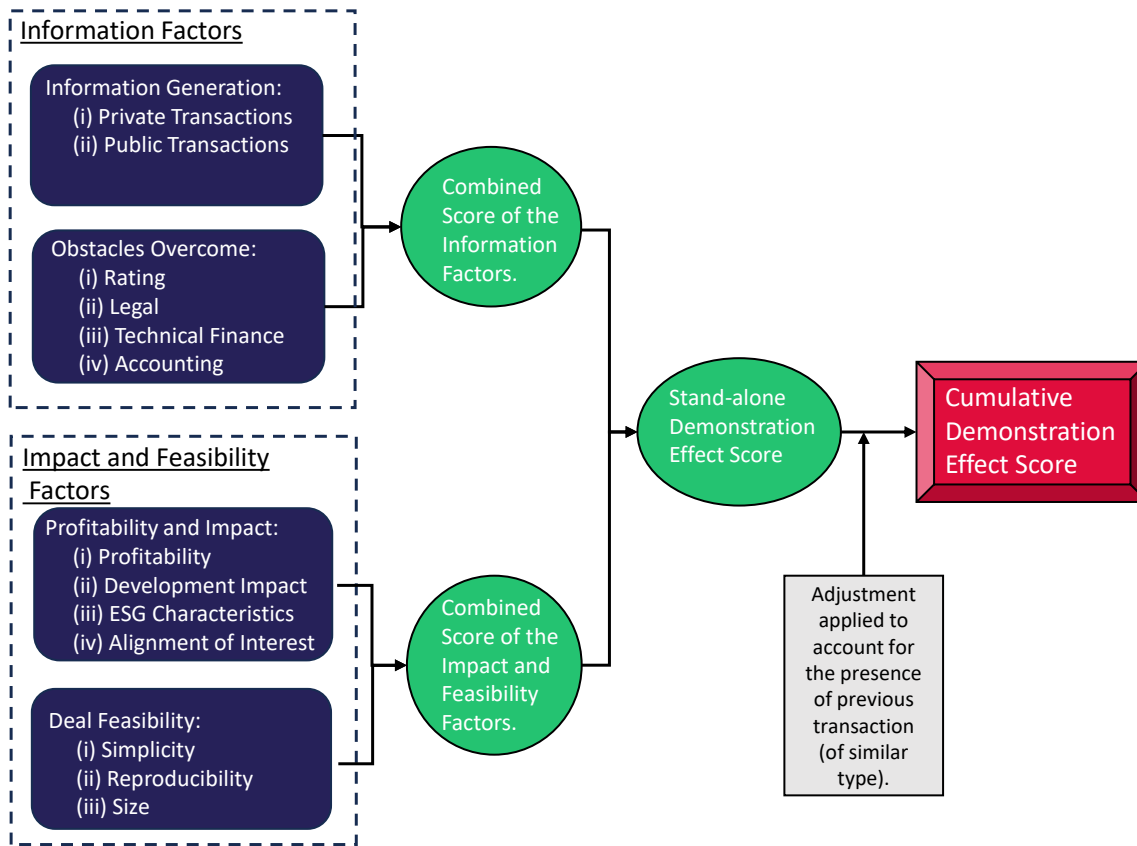 Information Factors
Information Generation:
(i) Private Transactions
(ii) Public Transactions
Obstacles Overcome:
(i) Rating
(ii) Legal
(iii) Technical Finance
(iv) Accounting
Combined
Score of the
Information
Factors.
Impact and Feasibility
Factors
Profitability and Impact:
(i) Profitability
(ii) Development Impact
(iii) ESG Characteristics
(iv) Alignment of Interest
Deal Feasibility:
(i) Simplicity
(ii) Reproducibility
(iii) Size
Combined
Score of the
Impact and
Feasibility
Factors.
Stand-alone
Demonstration
Effect Score
Adjustment
applied to
account for
the presence
of previous
transaction
(of similar
type).
Cumulative
Demonstration
Effect Score